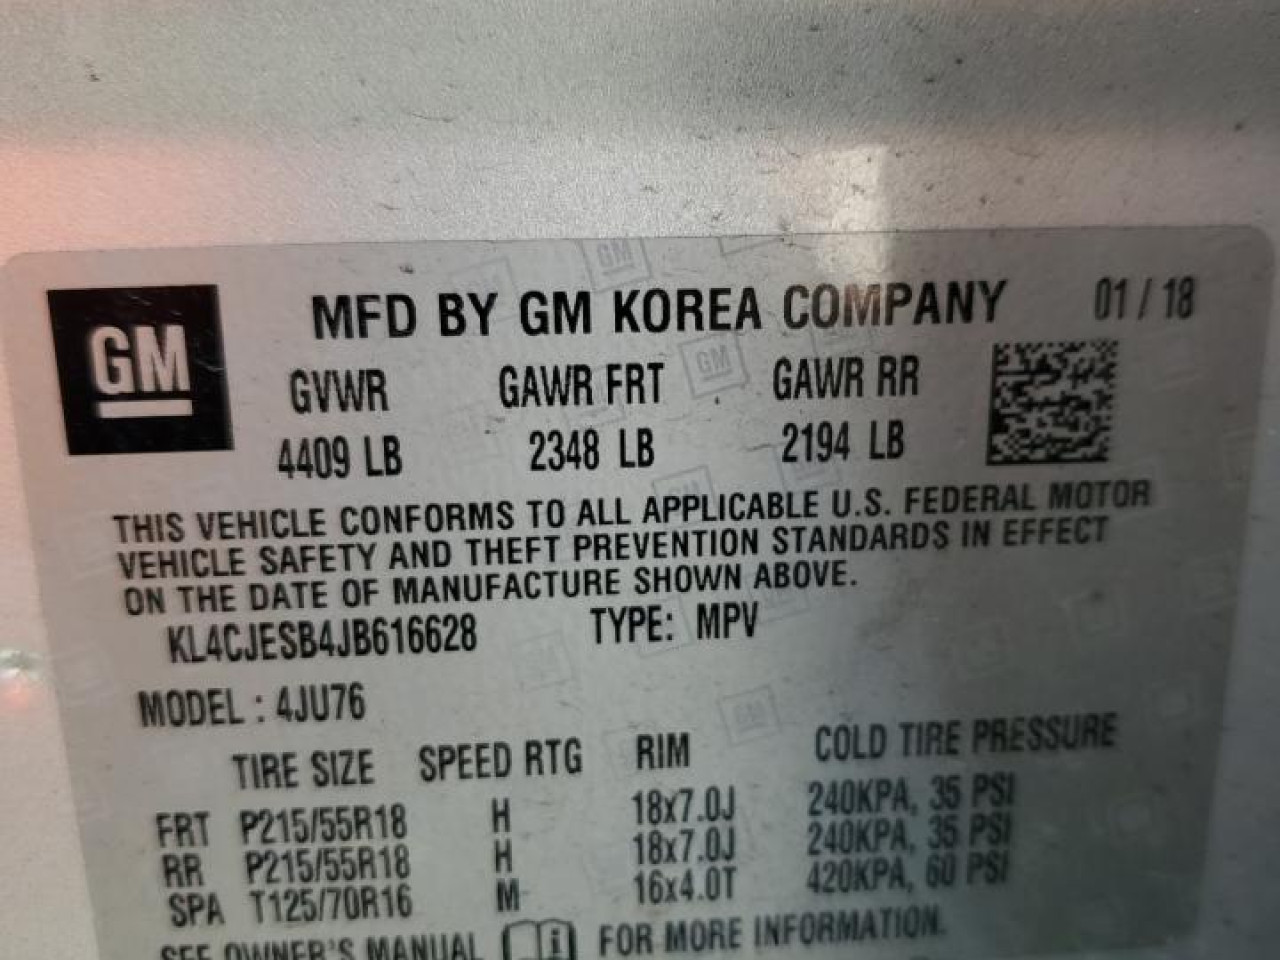 GM MFD BY GM KOREA COMPANY 01 / 18
GVWR GAWR FRT GAWR RR
4409 LB 2348 LB 2194 LB
THIS VEHICLE CONFORMS TO ALL APPLICABLE U.S. FEDERAL MOTOR
VEHICLE SAFETY AND THEFT PREVENTION STANDARDS IN EFFECT
ON THE DATE OF MANUFACTURE SHOWN ABOVE.
KL4CJESB4JB616628 TYPE: MPV
MODEL : 4JU76
TIRE SIZE SPEED RTG RIM COLD TIRE PRESSURE
FRT P215/55R18 H 18x7.0J 240KPA, 35 PSI
RR P215/55R18 H 18x7.0J 240KPA, 35 PSI
SPA T125/70R16 M 16x4.0T 420KPA, 60 PSI
SEE OWNER'S MANUAL i FOR MORE INFORMATION.